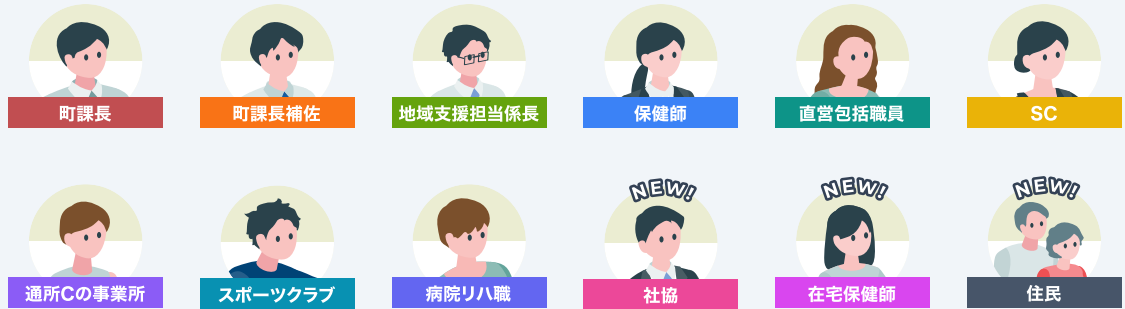 町課長
町課長補佐
地域支援担当係長
保健師
直営包括職員
SC
通所Cの事業所
スポーツクラブ
病院リハ職
NEW!
社協
NEW!
在宅保健師
NEW!
住民